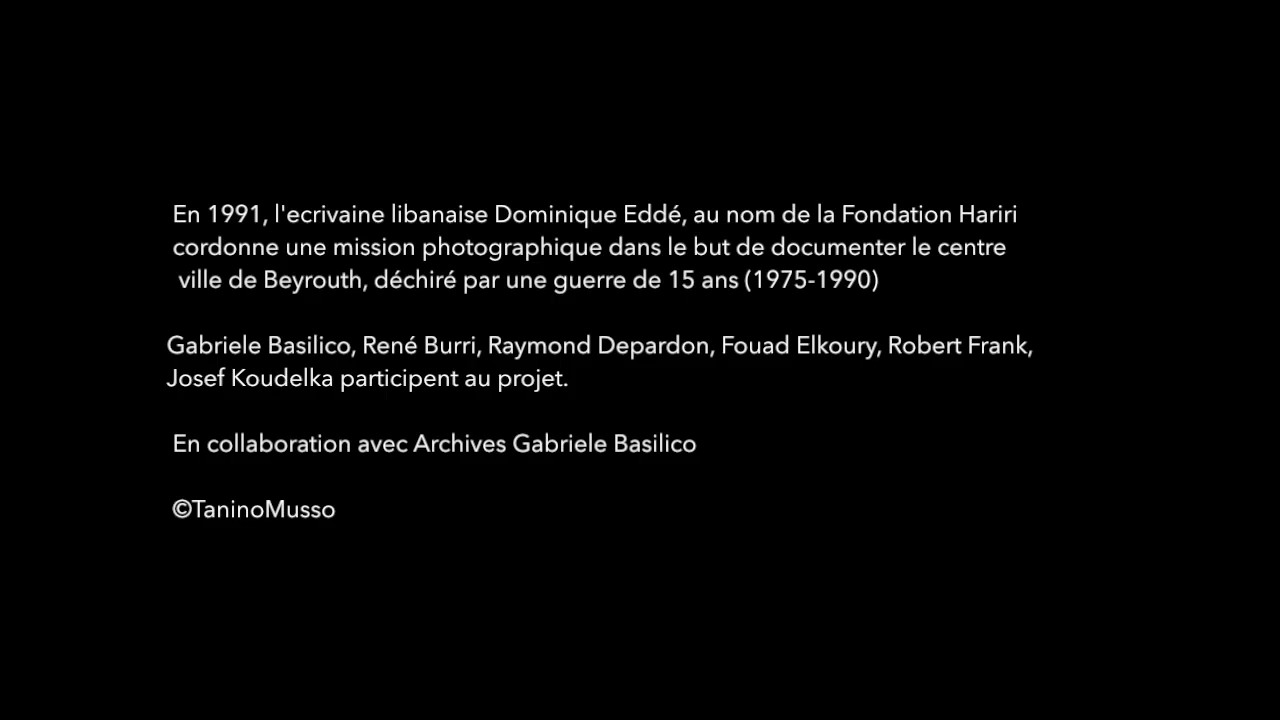 En 1991, l'ecrivaine libanaise Dominique Eddé, au nom de la Fondation Hariri
cordonne une mission photographique dans le but de documenter le centre
ville de Beyrouth, déchiré par une guerre de 15 ans (1975-1990)
Gabriele Basilico, René Burri, Raymond Depardon, Fouad Elkoury, Robert Frank,
Josef Koudelka participent au projet.
En collaboration avec Archives Gabriele Basilico
©TaninoMusso